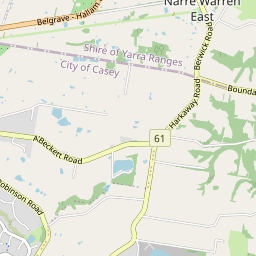 Narre Warren
East
Belgrave - Hallam
Shire of Yarra Ranges
City of Casey
Berwick Road
Harkaway Road
Bounda
61
A'Beckett Road
Robinson Road